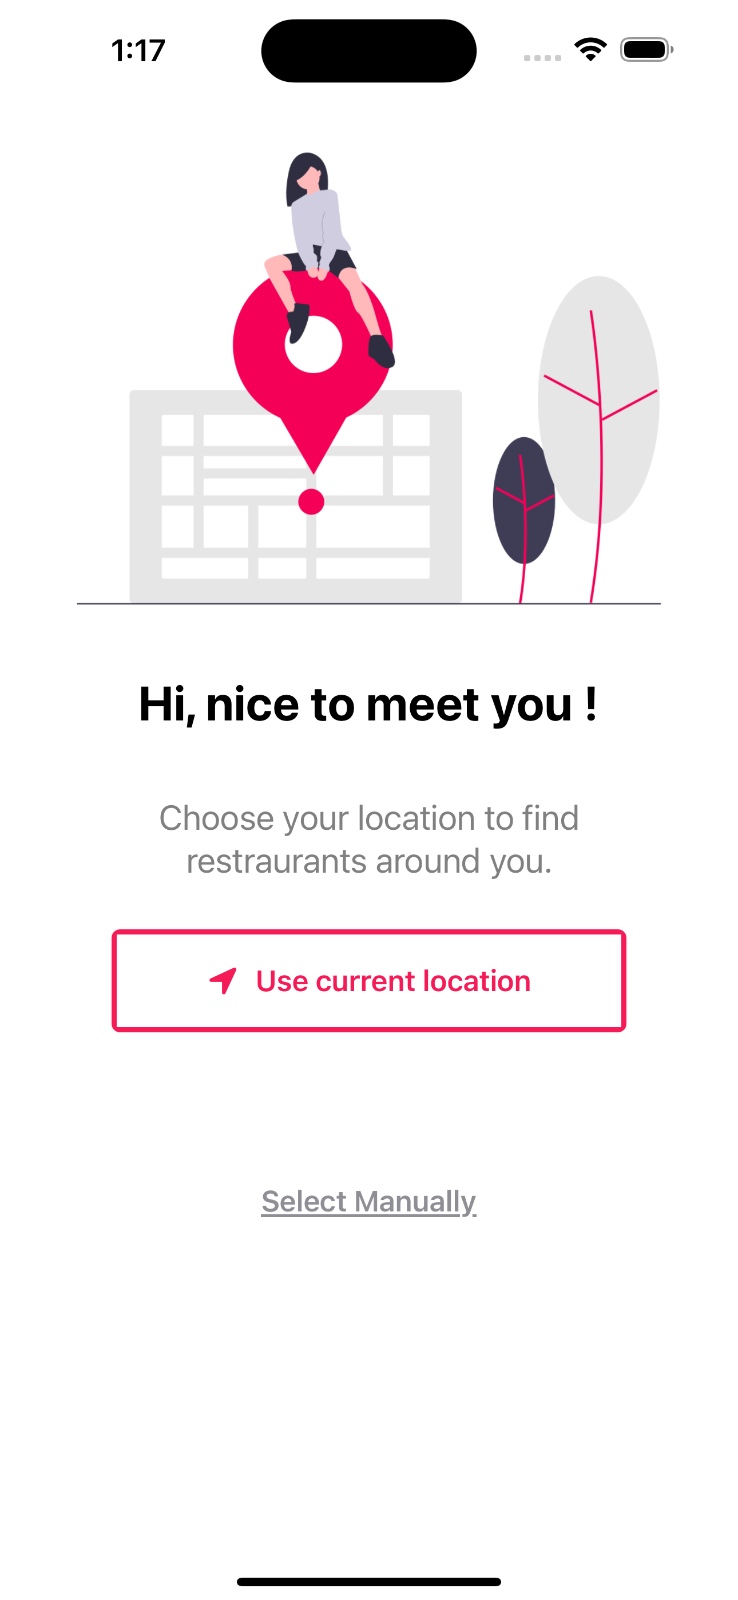 1:17
Hi, nice to meet you !
Choose your location to find
restraurants around you.
Use current location
Select Manually